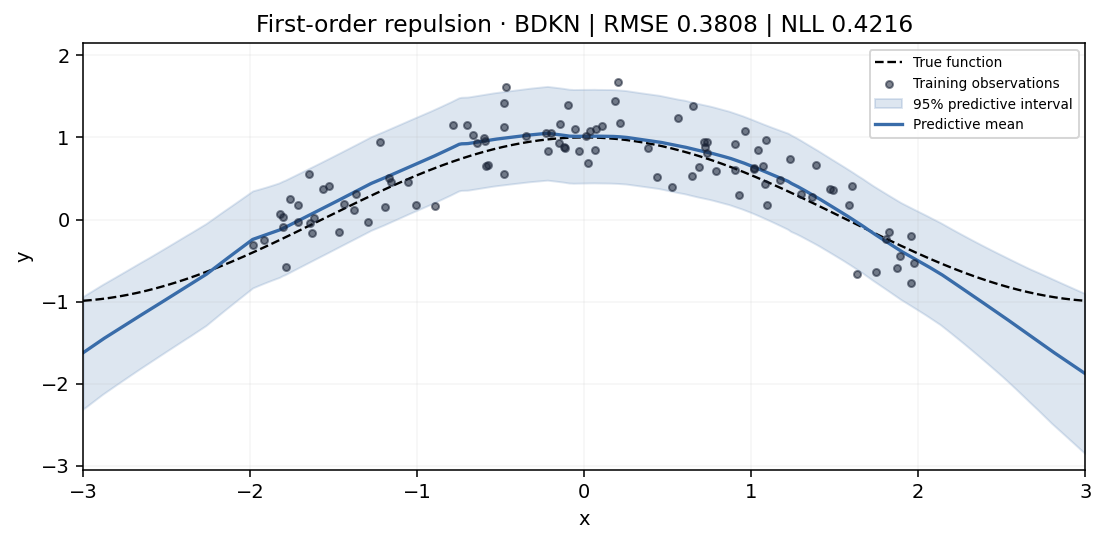 First-order repulsion · BDKN | RMSE 0.3808 | NLL 0.4216
True function
Training observations
95% predictive interval
Predictive mean
y
2
1
0
−1
−2
−3
−3
−2
−1
0
1
2
3
x